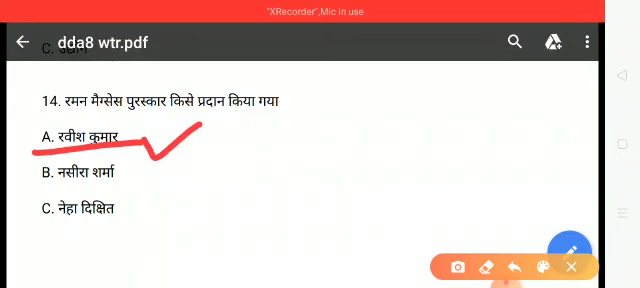 "XRecorder",Mic in use
dda8 wtr.pdf
14. रमन मैग्सेस पुरस्कार किसे प्रदान किया गया
A. रवीश कुमार
B. नसीरा शर्मा
C. नेहा दिक्षित